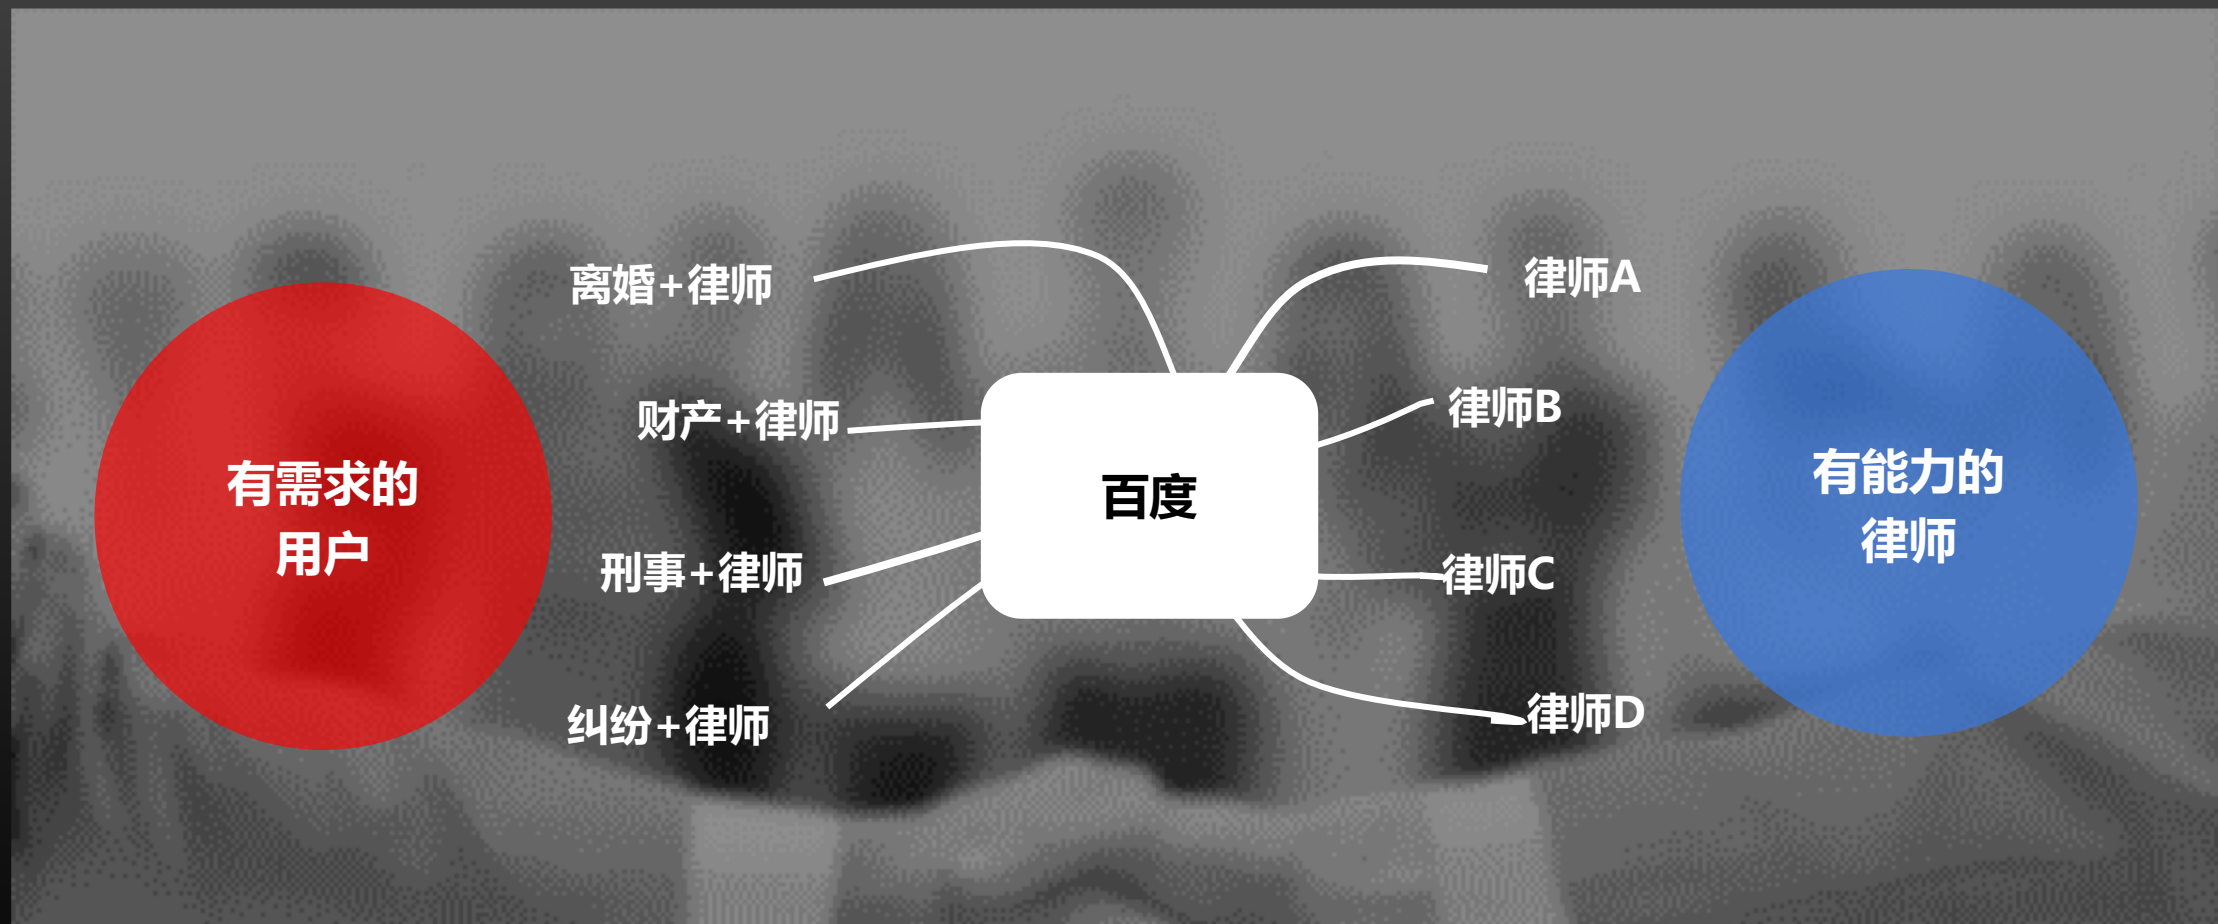 有需求的
用户
离婚+律师
财产+律师
刑事+律师
纠纷+律师
百度
律师A
律师B
律师C
律师D
有能力的
律师